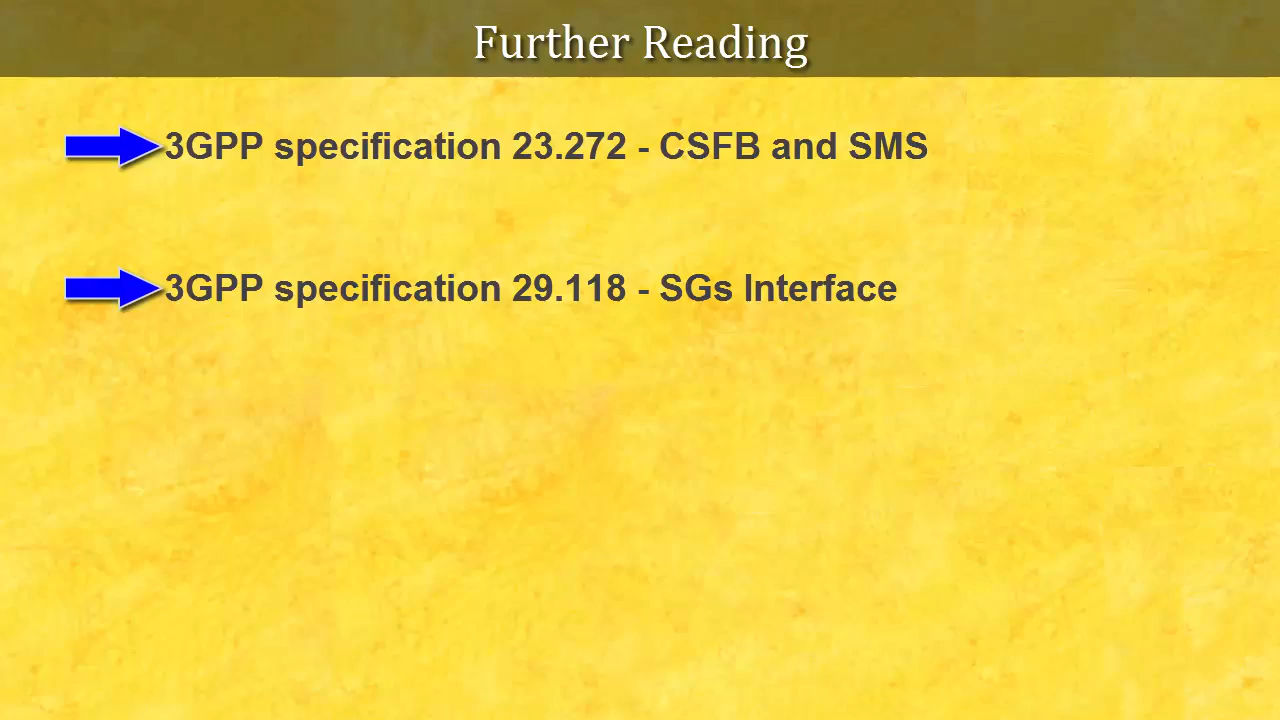 Further Reading
3GPP specification 23.272 - CSFB and SMS
3GPP specification 29.118 - SGs Interface